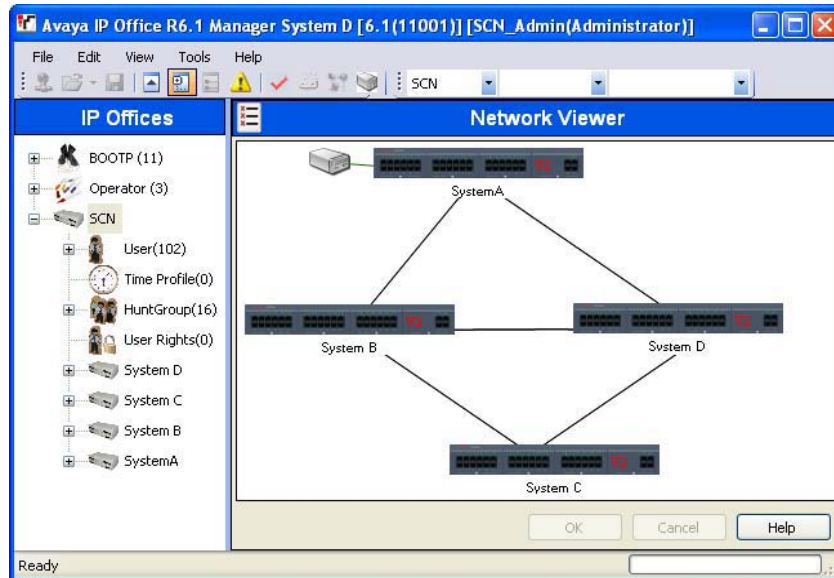 Avaya IP Office R6.1 Manager System D [6.1(11001)] [SCN_Admin(Administrator)]
File Edit View Tools Help
SCN
IP Offices
Network Viewer
BOOTP (11)
Operator (3)
SCN
User(102)
Time Profile(0)
HuntGroup(16)
User Rights(0)
System D
System C
System B
SystemA
SystemA
System B
System D
System C
OK Cancel Help
Ready